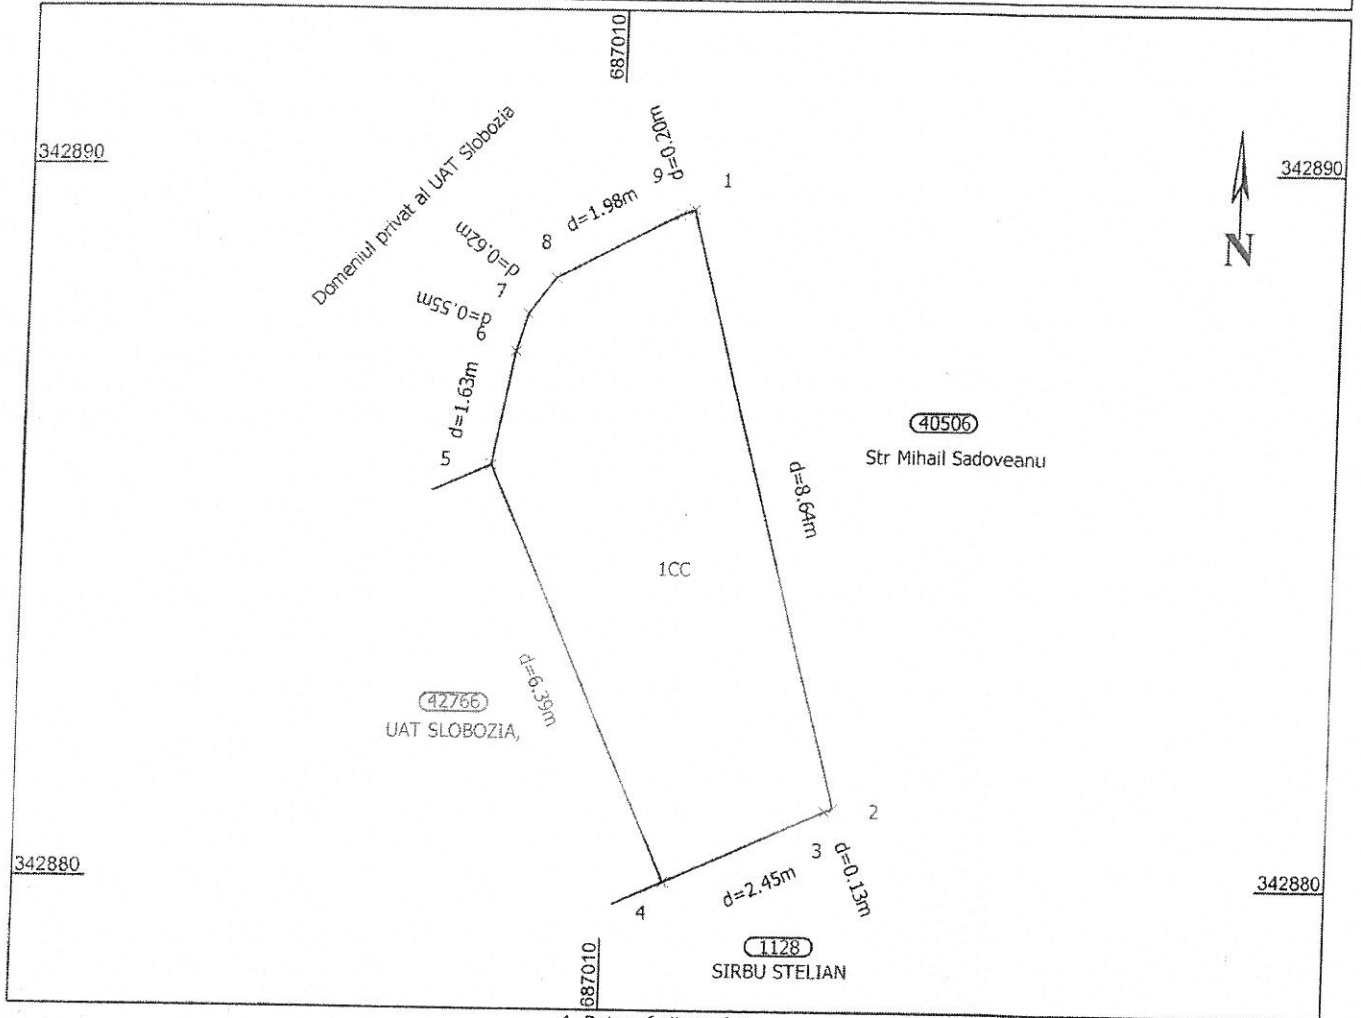 687010
342890
342890
Domeniul privat al UAT Slobozia
d=0.20m
9
1
d=1.98m
8
d=0.62m
7
d=0.55m
6
N
d=1.63m
5
40506
Str Mihail Sadoveanu
d=8.64m
1CC
d=6.39m
42766
UAT SLOBOZIA,
2
3
d=0.13m
d=2.45m
4
342880
342880
687010
1128
SIRBU STELIAN